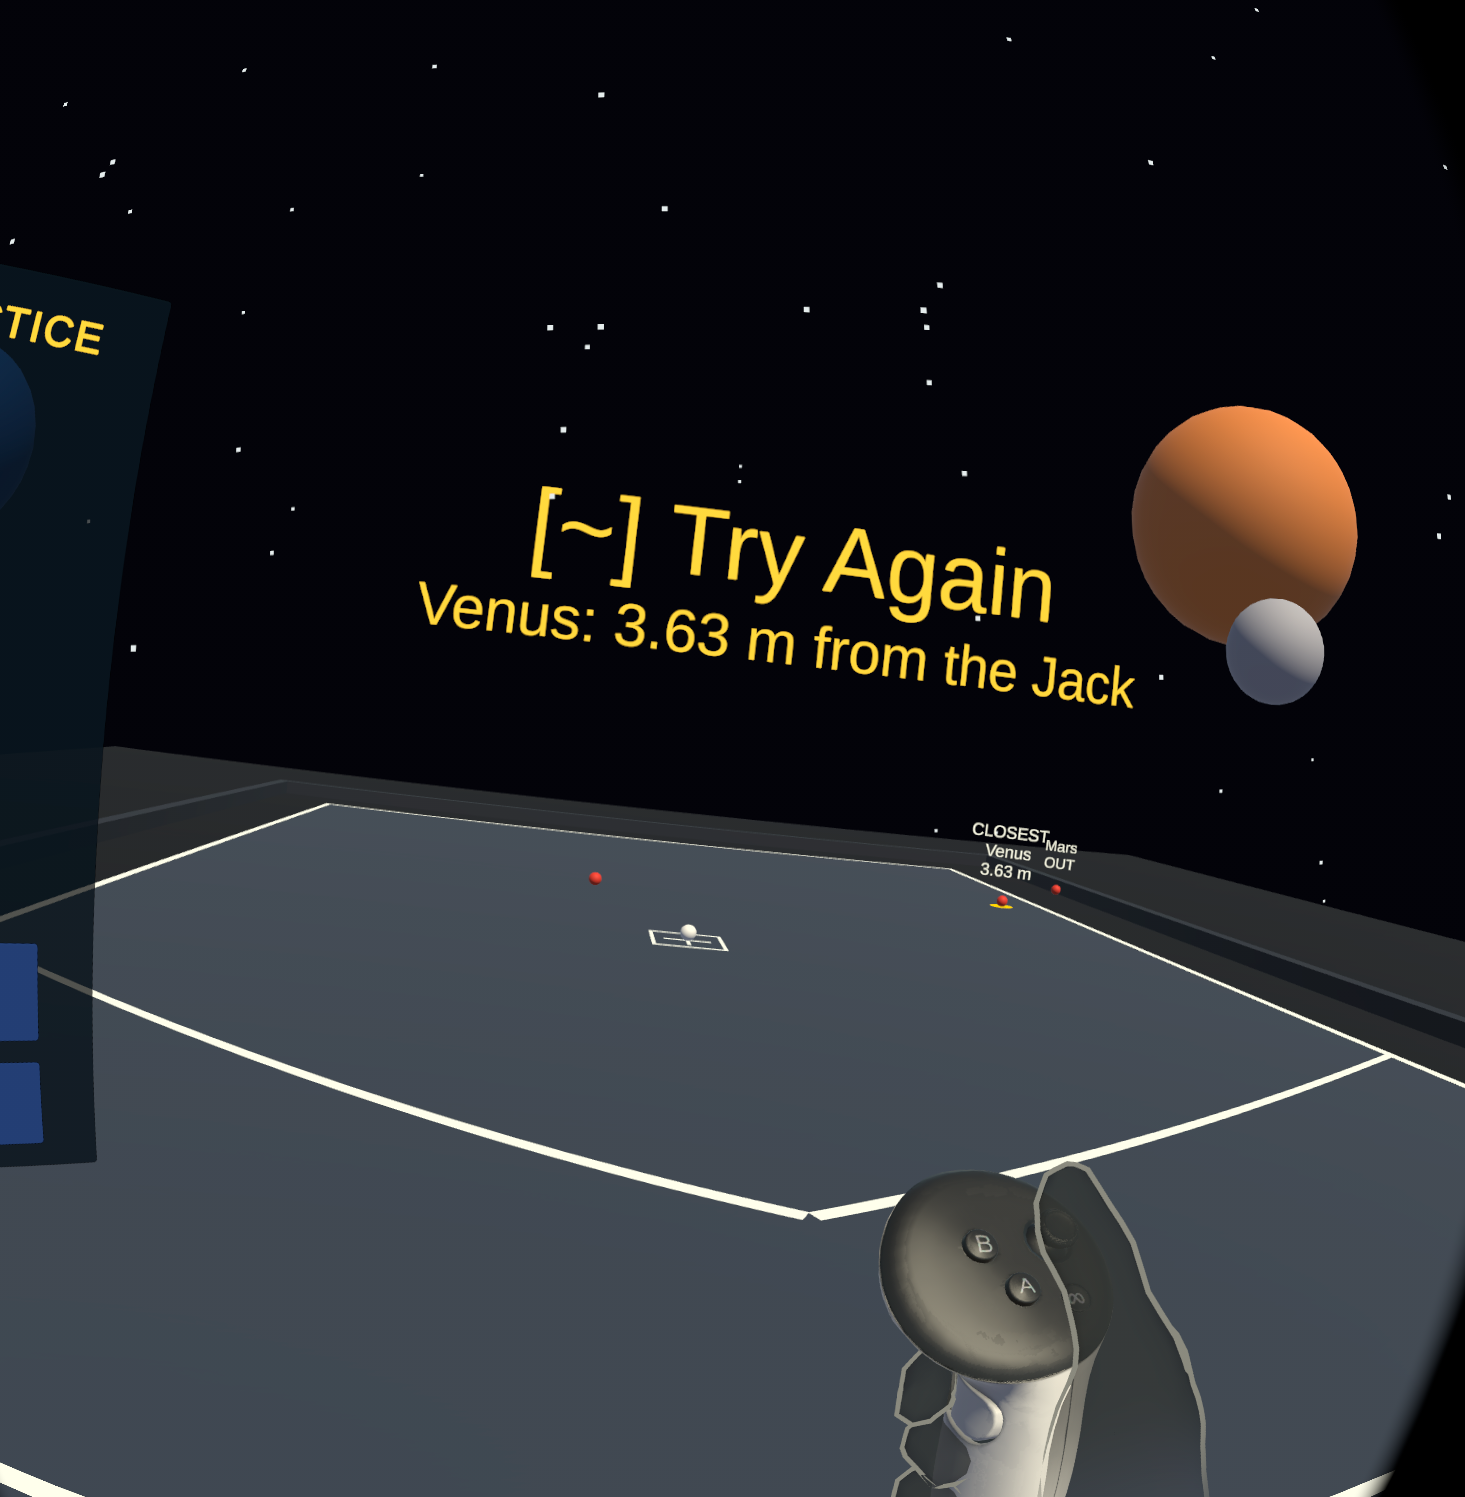 TICE
[~] Try Again
Venus: 3.63 m from the Jack
CLOSEST
Venus
3.63 m
Mars
OUT
B
A